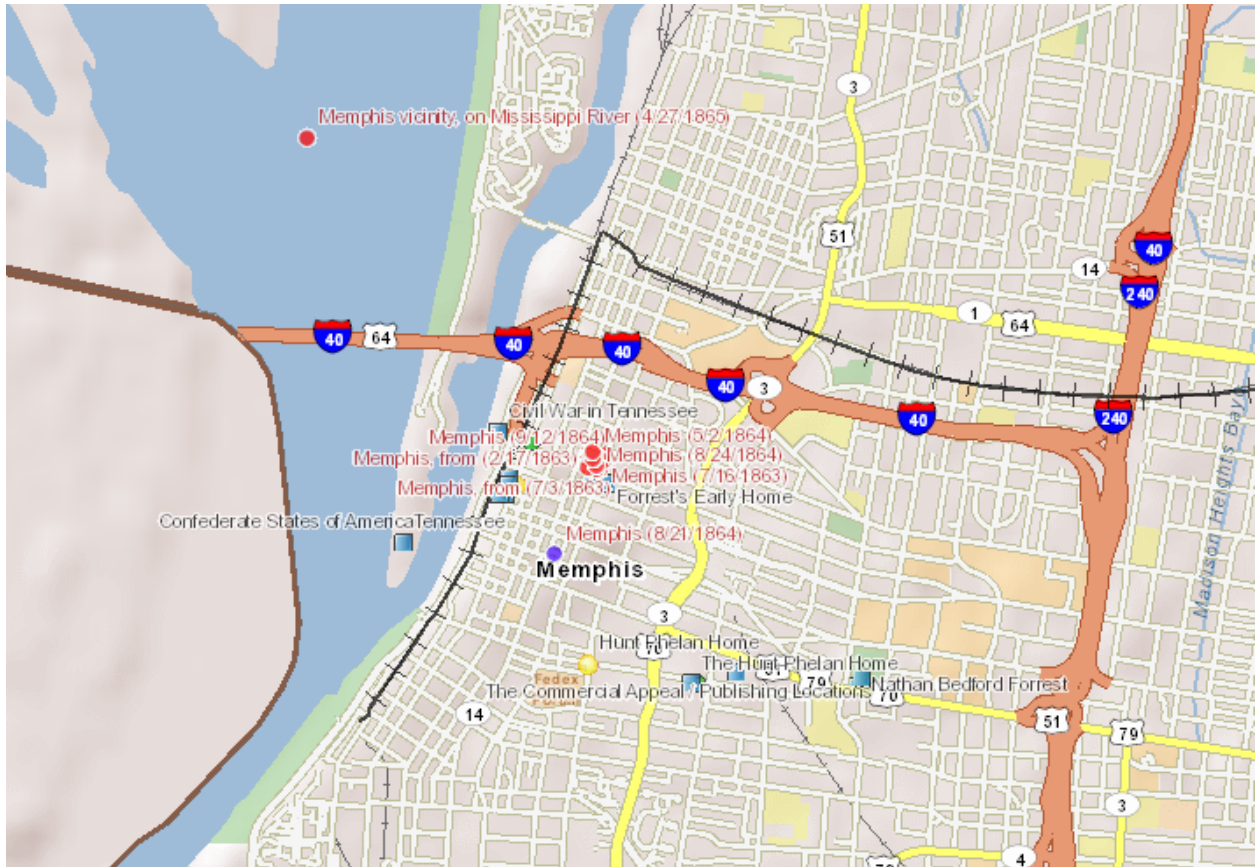 Memphis vicinity, on Mississippi River (4/27/1865)
3
51
40
14
240
1
64
40
64
40
40
40
3
40
240
Civil War in Tennessee
Memphis (9/12/1864)
Memphis (5/2/1864)
Memphis, from (2/17/1863)
Memphis (8/24/1864)
Memphis, from (7/3/1863)
Memphis (7/16/1863)
Forrest's Early Home
Confederate States of America Tennessee
Memphis (8/21/1864)
Memphis
Madison Heights Bayou
3
70
Hunt Phelan Home
The Hunt Phelan Home
Fedex
79
70
Nathan Bedford Forrest
The Commercial Appeal / Publishing Locations
14
51
79
3
4